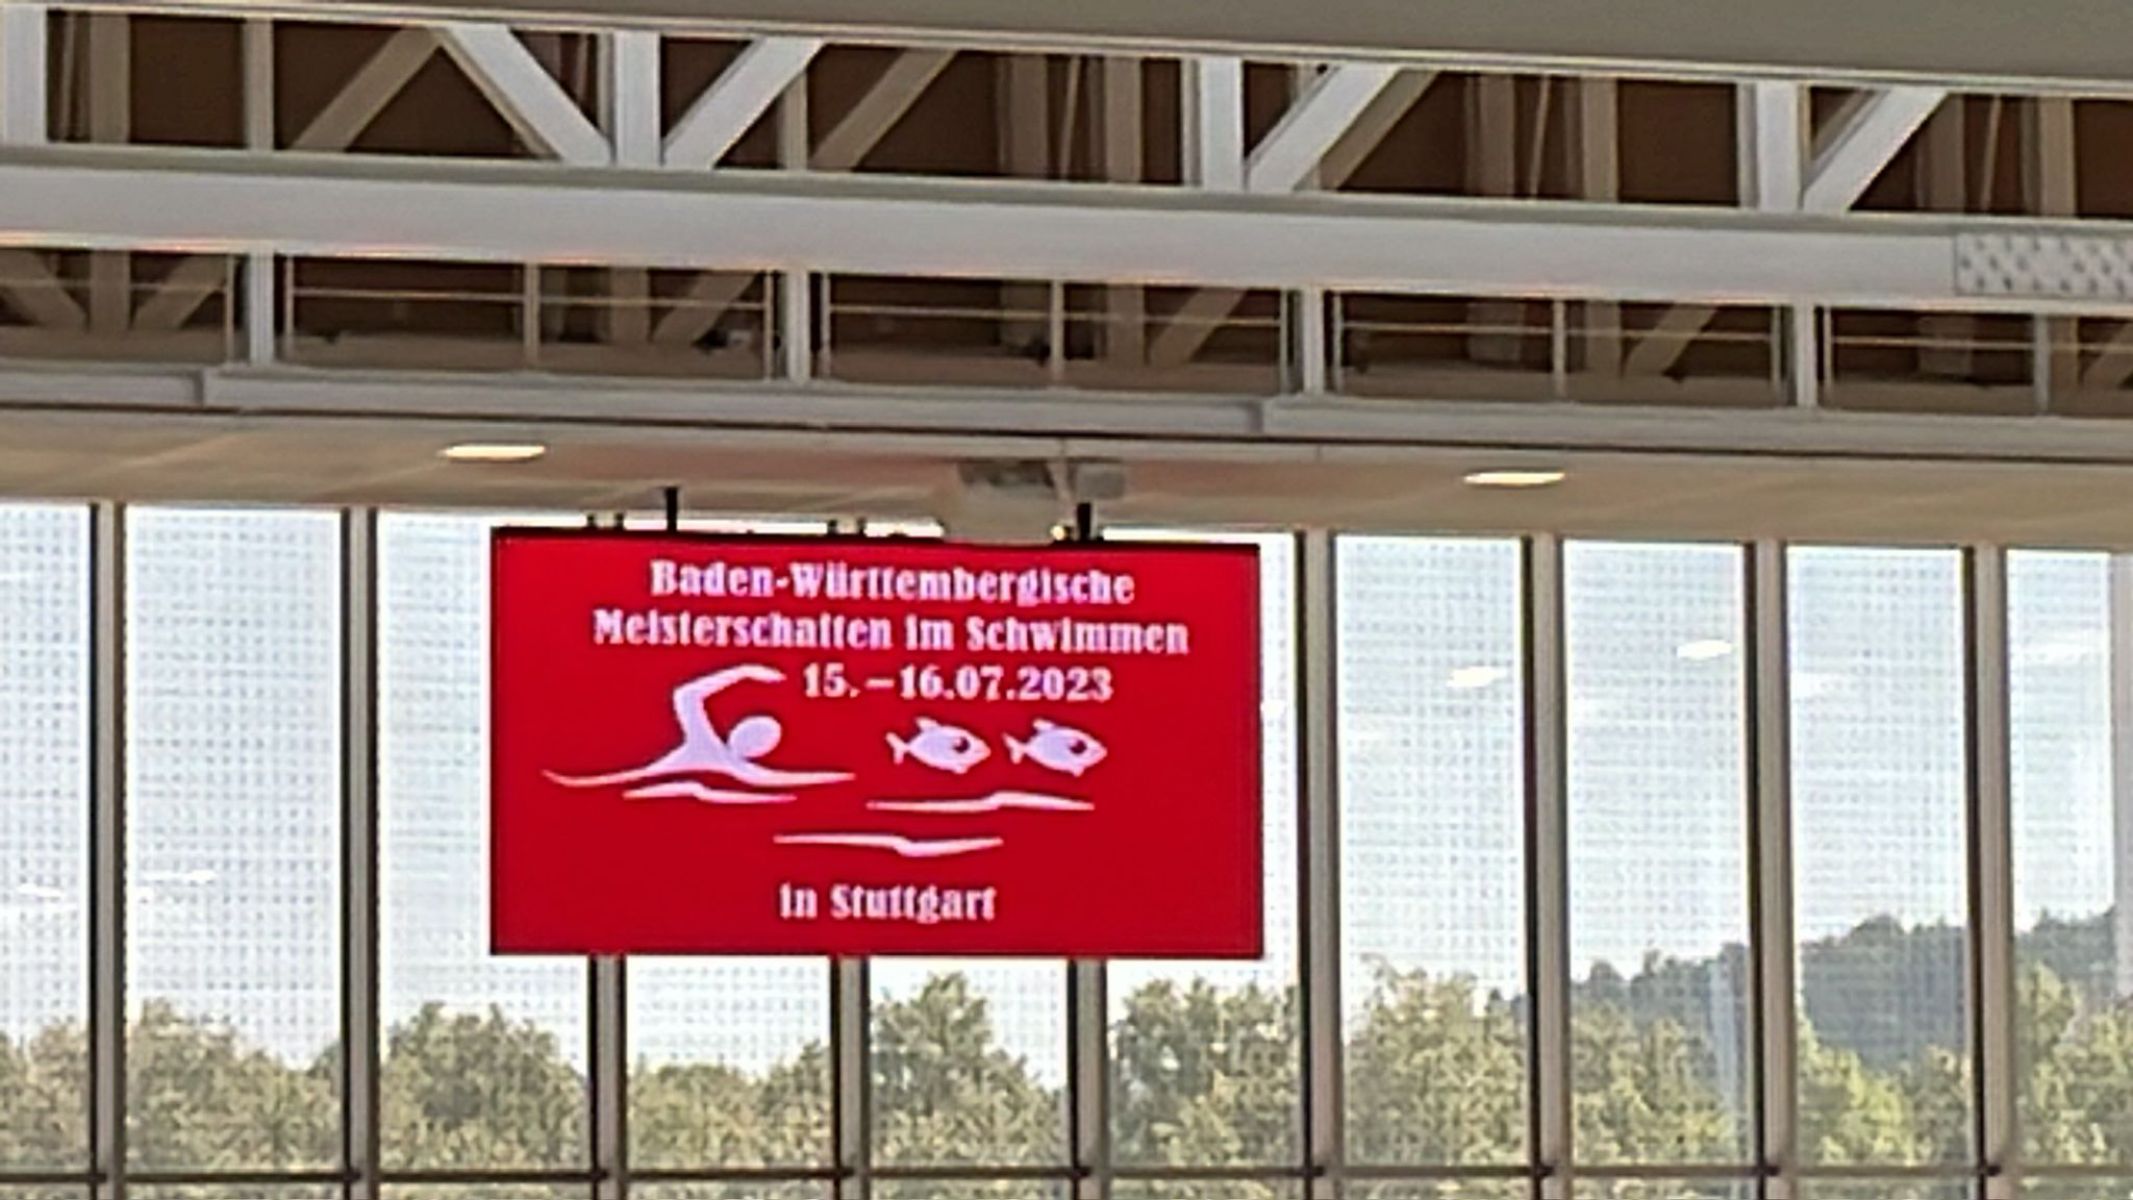 Baden-Württembergische
Meisterschaften im Schwimmen
15.–16.07.2023
in Stuttgart